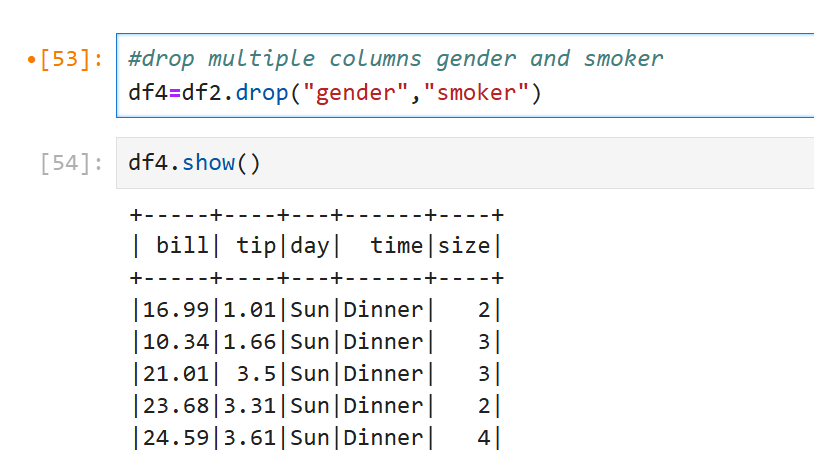 •[53]: #drop multiple columns gender and smoker
df4=df2.drop("gender","smoker")
[54]: df4.show()
+-----+----+---+------+----+
| bill| tip|day|  time|size|
+-----+----+---+------+----+
|16.99|1.01|Sun|Dinner|   2|
|10.34|1.66|Sun|Dinner|   3|
|21.01| 3.5|Sun|Dinner|   3|
|23.68|3.31|Sun|Dinner|   2|
|24.59|3.61|Sun|Dinner|   4|